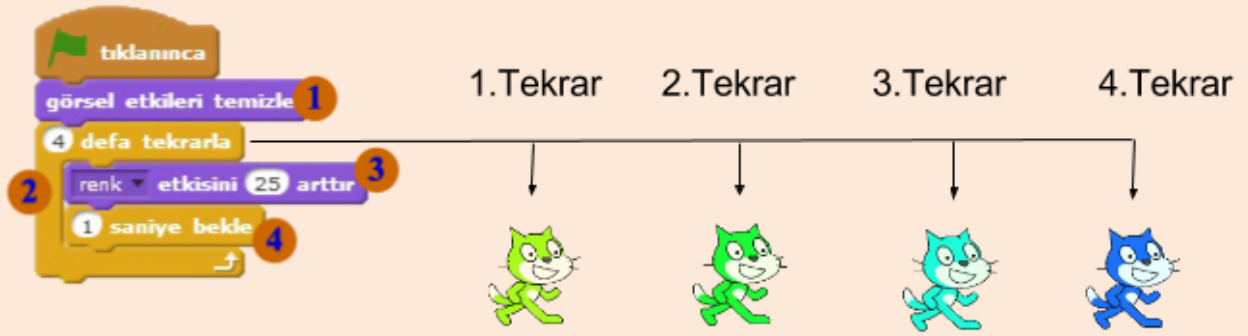 tıklanınca
görsel etkileri temizle 1
4 defa tekrarla
2
renk etkisini 25 arttır 3
1 saniye bekle 4
1.Tekrar 2.Tekrar 3.Tekrar 4.Tekrar